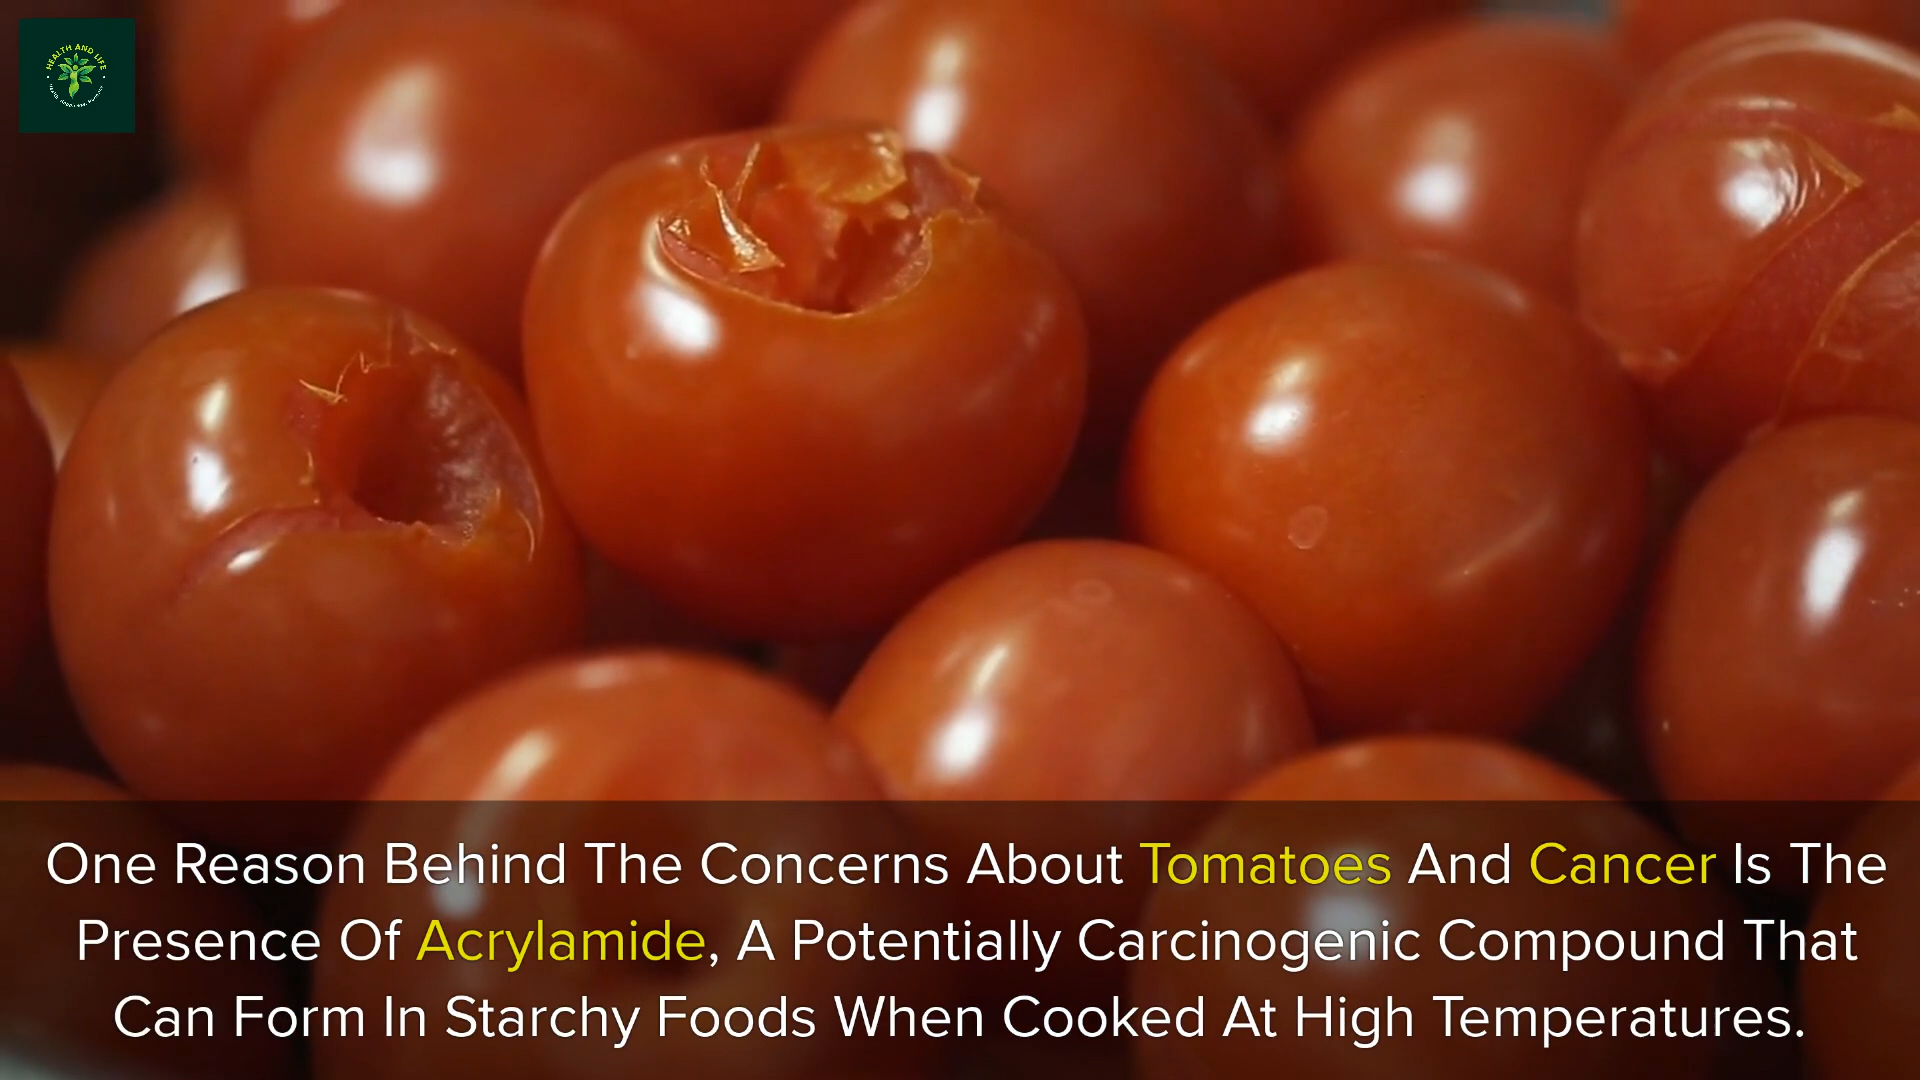 HEALTH AND LIFE
One Reason Behind The Concerns About Tomatoes And Cancer Is The
Presence Of Acrylamide, A Potentially Carcinogenic Compound That
Can Form In Starchy Foods When Cooked At High Temperatures.